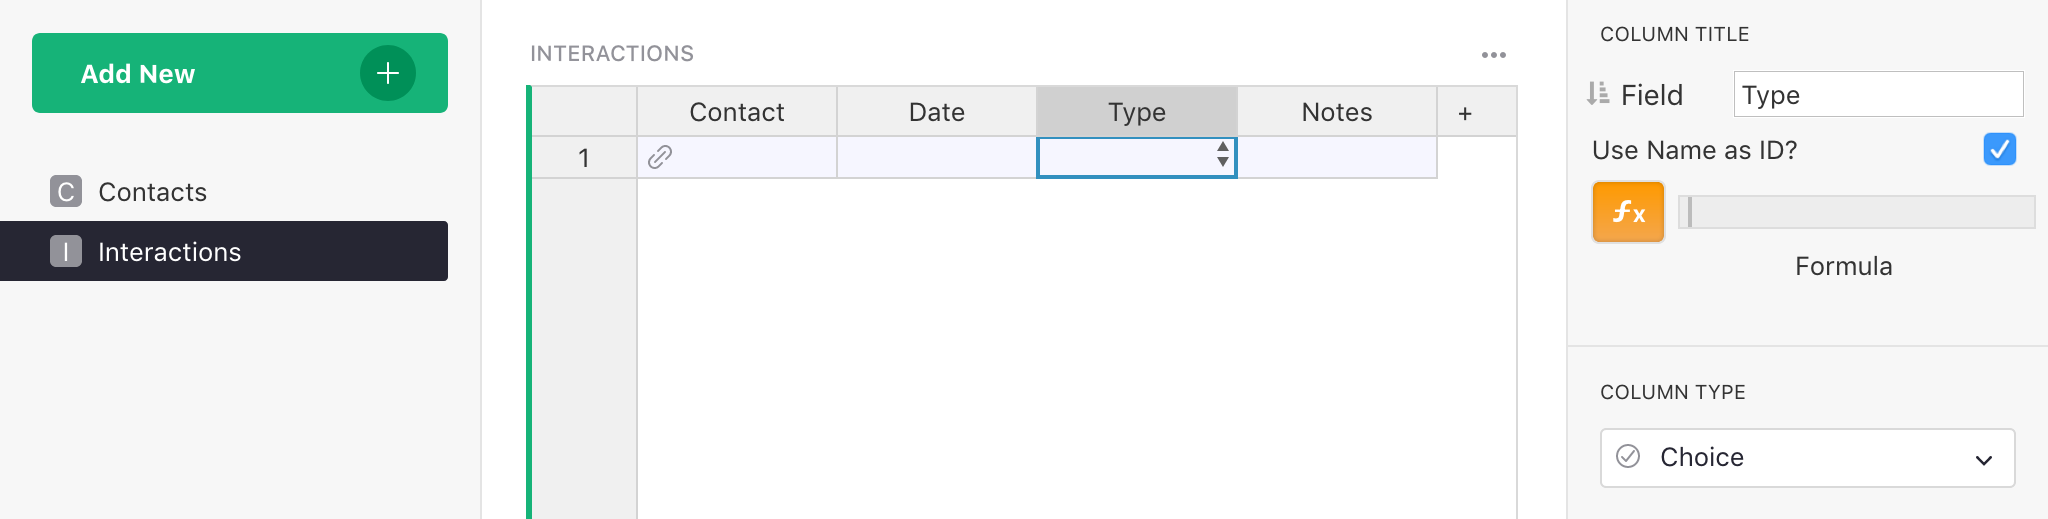 Add New
C Contacts
I Interactions
INTERACTIONS
Contact Date Type Notes +
1
COLUMN TITLE
Field Type
Use Name as ID?
fx
Formula
COLUMN TYPE
Choice